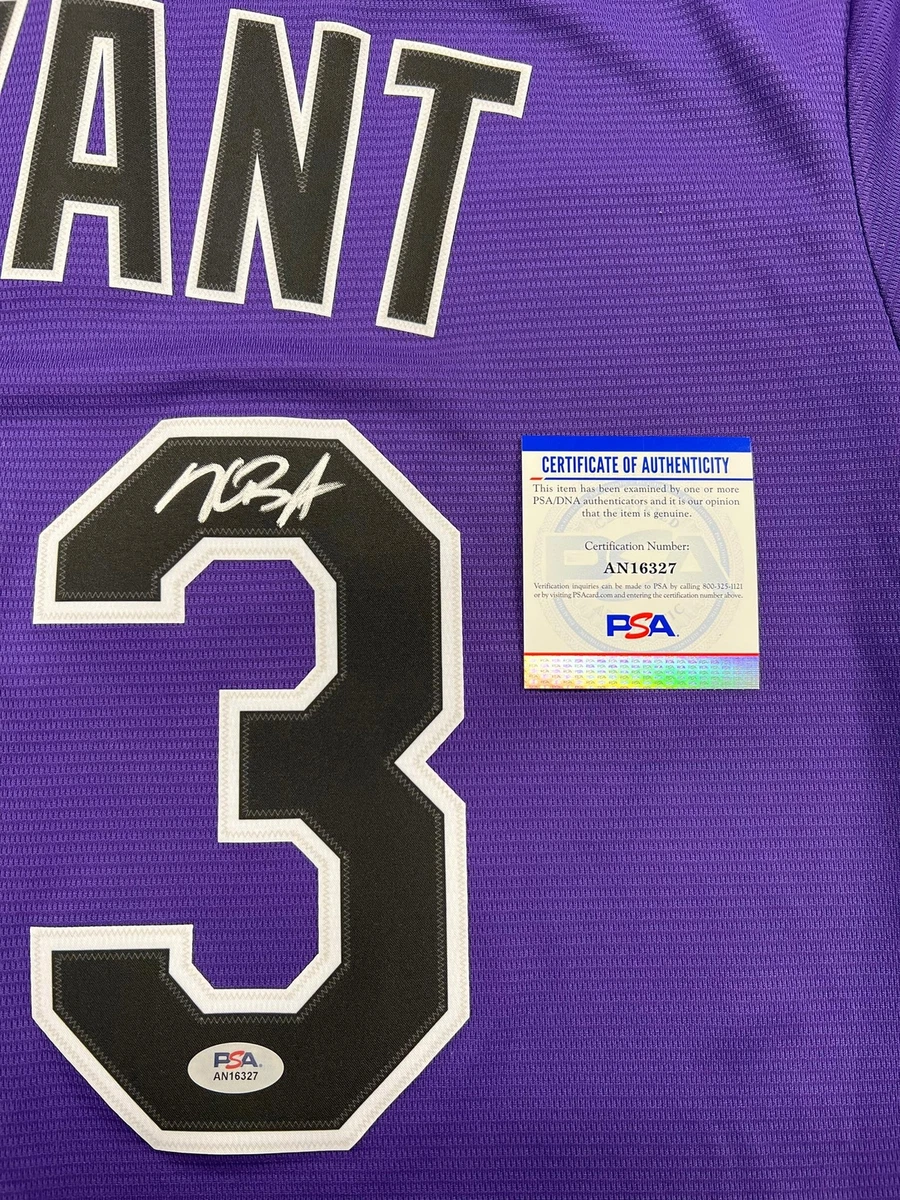 YANT
CERTIFICATE OF AUTHENTICITY
This item has been examined by one or more
PSA/DNA authenticators and it is our opinion
that the item is genuine.
Certification Number:
AN16327
Verification inquiries can be made to PSA by calling 800-325-1121
or by visiting PSAcard.com and entering the certification number above.
PSA
3
PSA
AN16327